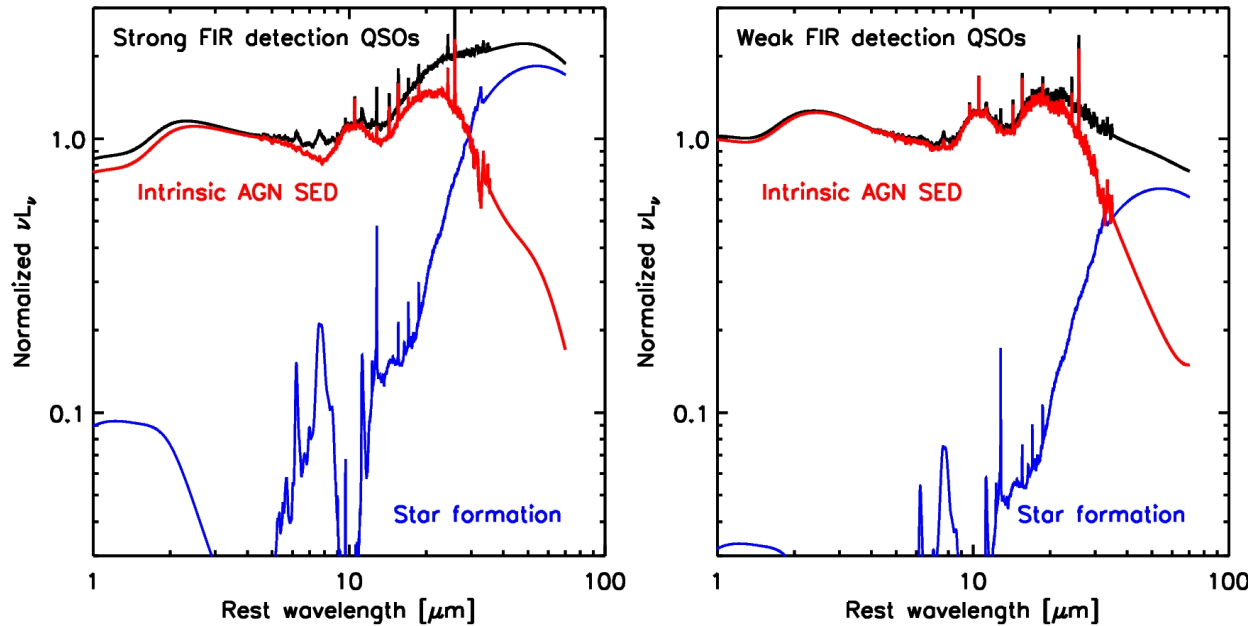 Strong FIR detection QSOs
1.0
Intrinsic AGN SED
Normalized νLν
0.1
Star formation
1
10
100
Rest wavelength [μm]
Weak FIR detection QSOs
1.0
Intrinsic AGN SED
Normalized νLν
0.1
Star formation
1
10
100
Rest wavelength [μm]